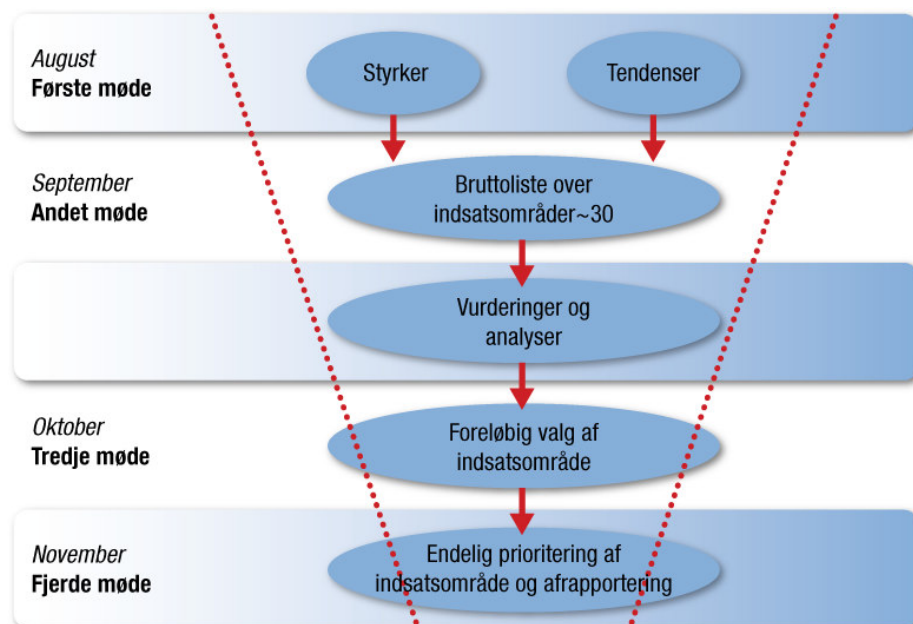 August
Første møde
Styrker
Tendenser
September
Andet møde
Bruttoliste over
indsatsområder~30
Vurderinger og
analyser
Oktober
Tredje møde
Foreløbig valg af
indsatsområde
November
Fjerde møde
Endelig prioritering af
indsatsområde og afrapportering